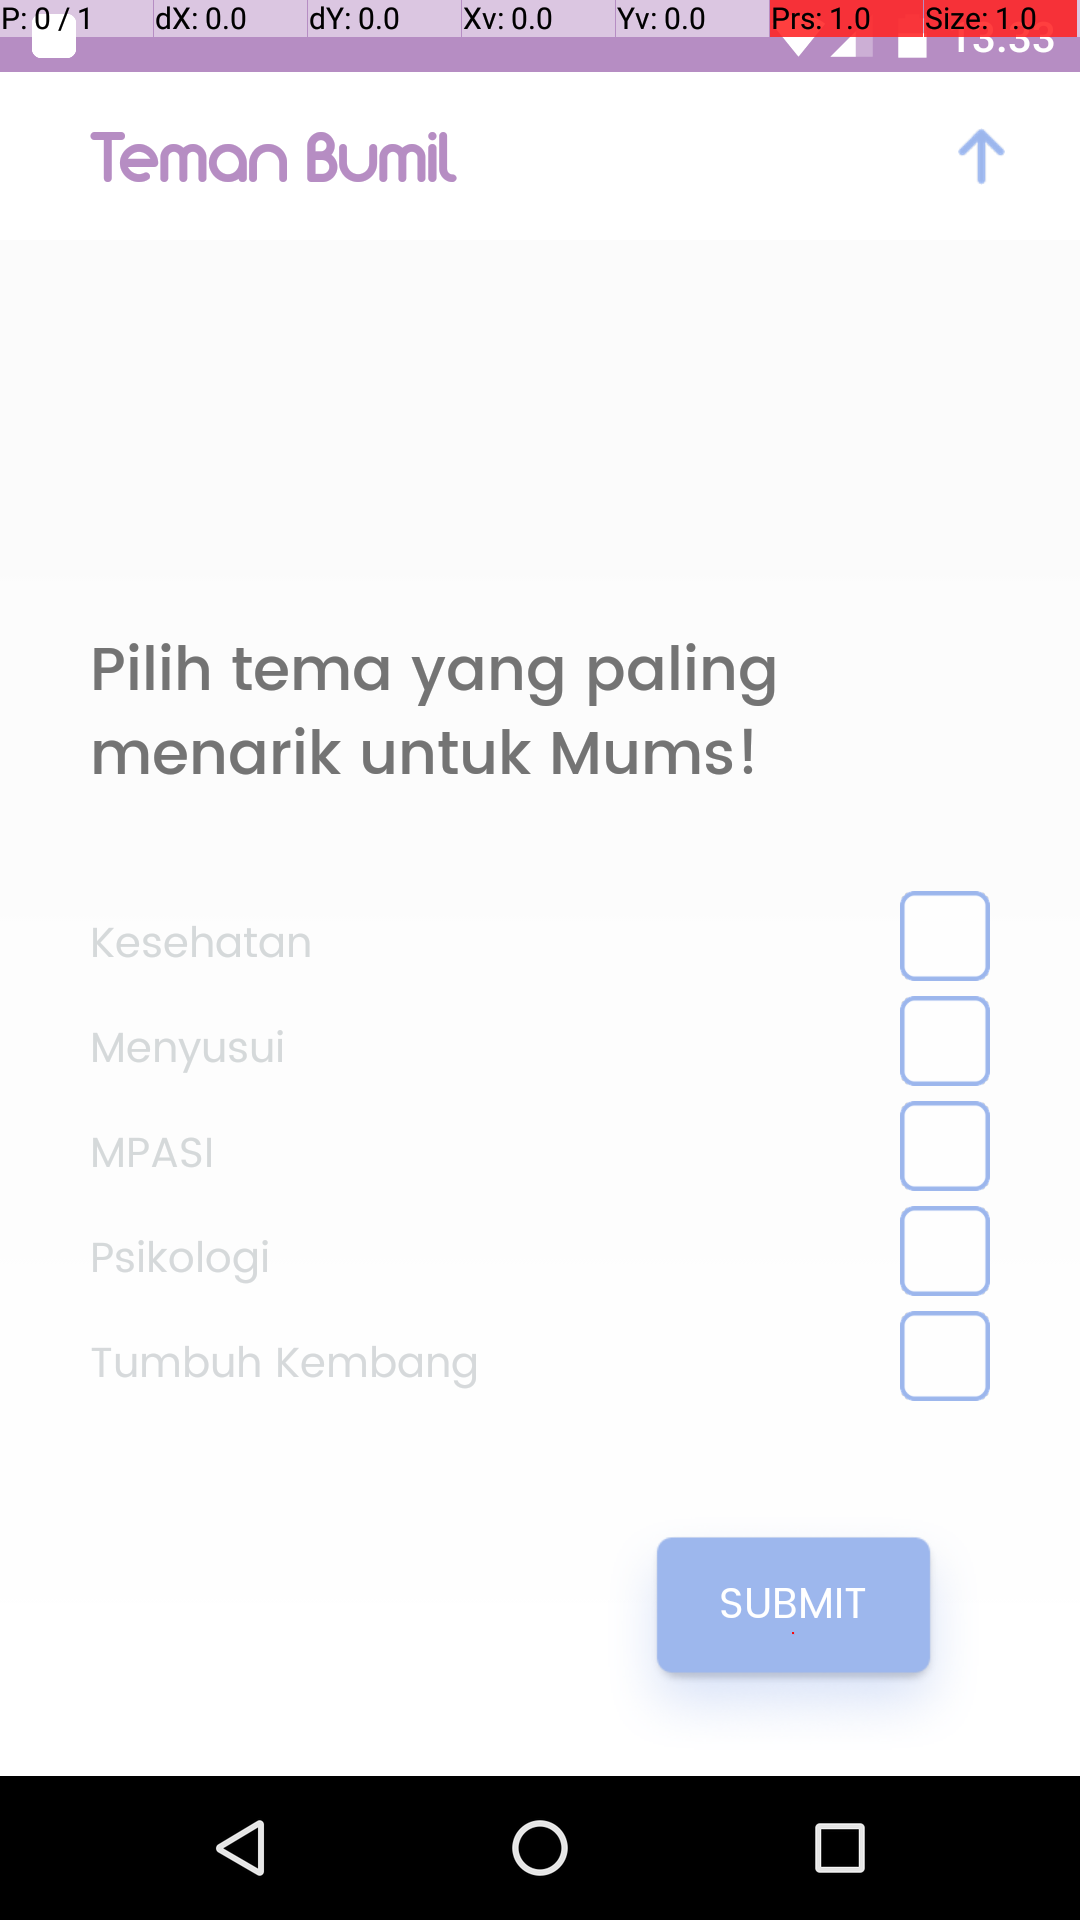 P: 0 / 1 dX: 0.0 dY: 0.0 Xv: 0.0 Yv: 0.0 Prs: 1.0 Size: 1.0
13:33
Teman Bumil
Pilih tema yang paling
menarik untuk Mums!
Kesehatan
Menyusui
MPASI
Psikologi
Tumbuh Kembang
SUBMIT